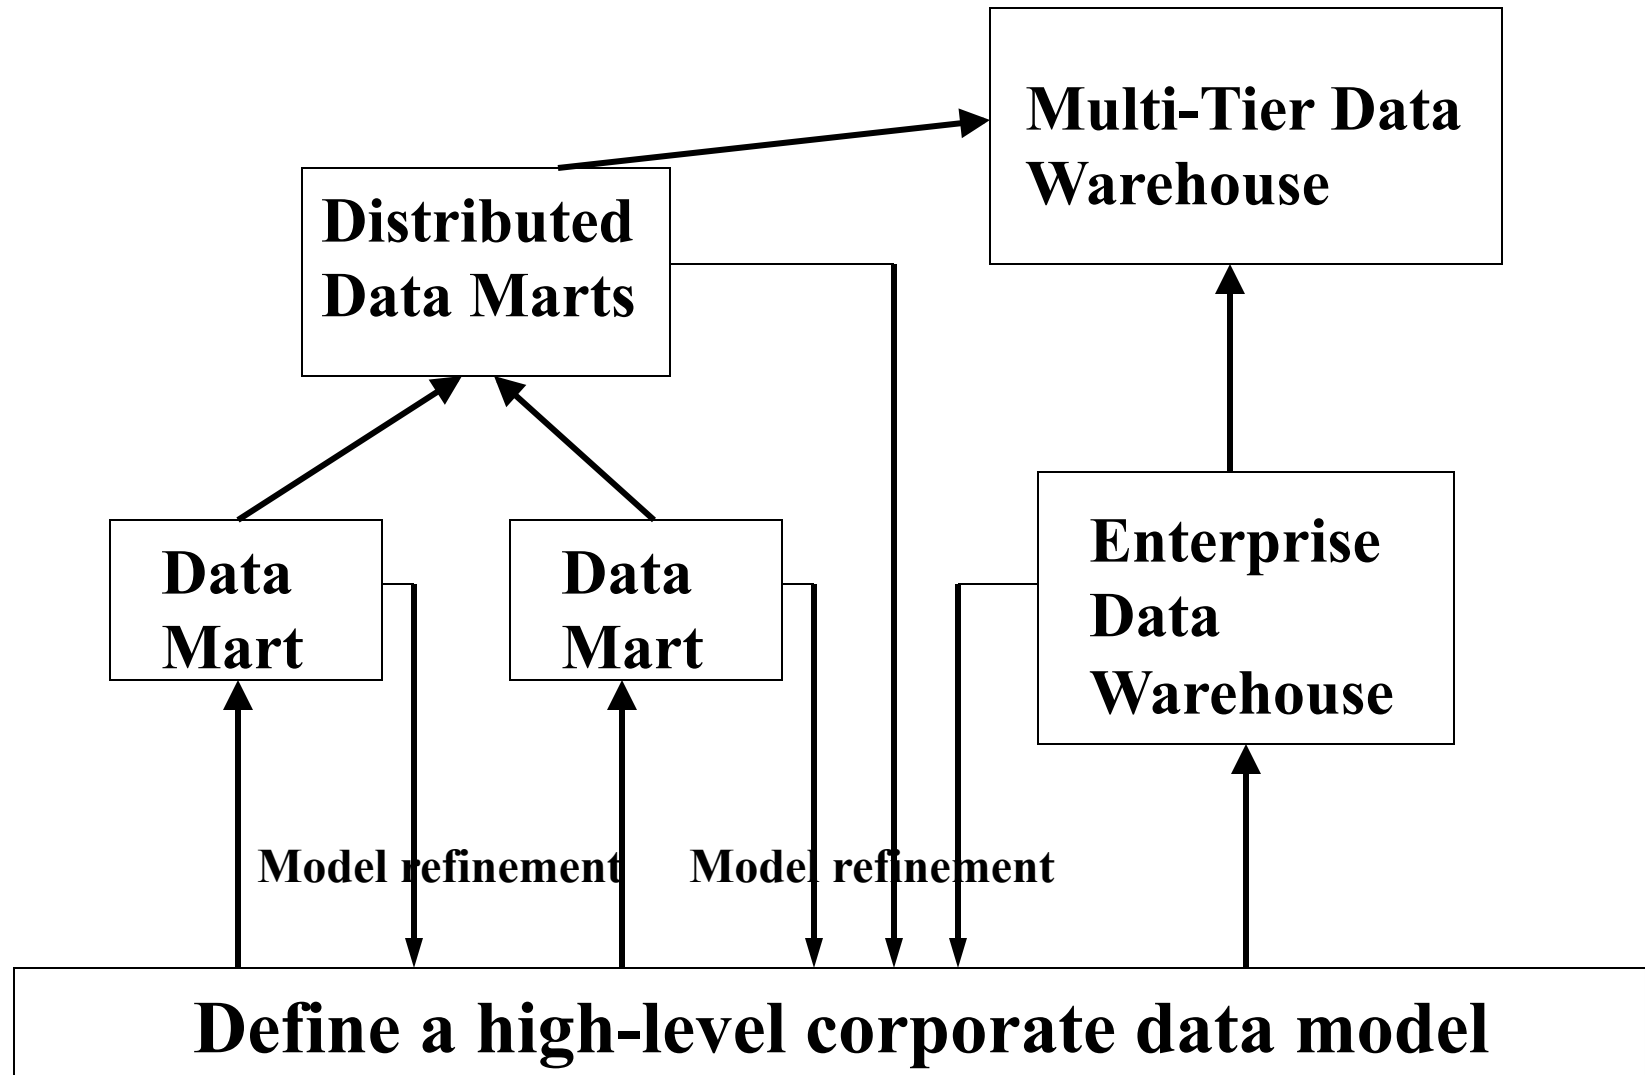 Multi-Tier Data
Warehouse
Distributed
Data Marts
Data
Mart
Data
Mart
Enterprise
Data
Warehouse
Model refinement
Model refinement
Define a high-level corporate data model